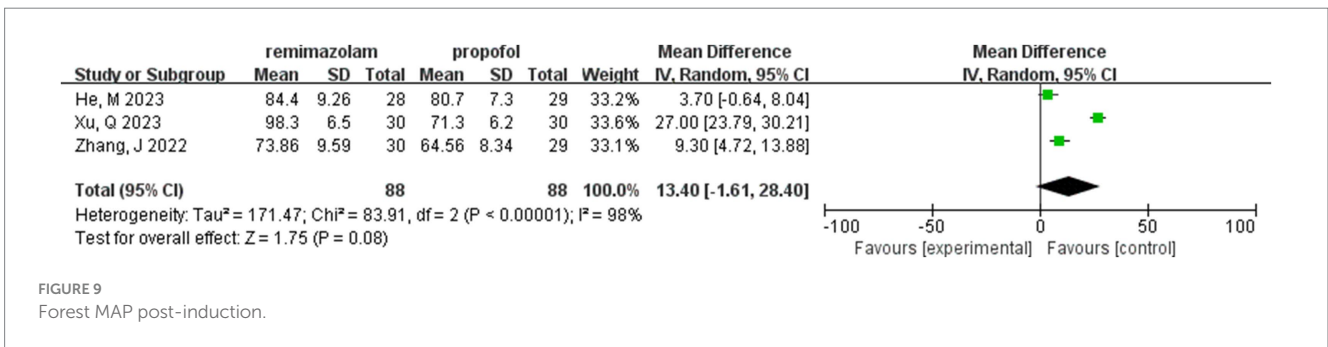 remimazolam propofol Mean Difference Mean Difference
Study or Subgroup Mean SD Total Mean SD Total Weight IV, Random, 95% CI IV, Random, 95% CI
He, M 2023 84.4 9.26 28 80.7 7.3 29 33.2% 3.70 [-0.64, 8.04]
Xu, Q 2023 98.3 6.5 30 71.3 6.2 30 33.6% 27.00 [23.79, 30.21]
Zhang, J 2022 73.86 9.59 30 64.56 8.34 29 33.1% 9.30 [4.72, 13.88]
Total (95% CI) 88 88 100.0% 13.40 [-1.61, 28.40]
Heterogeneity: Tau² = 171.47; Chi² = 83.91, df = 2 (P < 0.00001); I² = 98%
Test for overall effect: Z = 1.75 (P = 0.08)
-100 -50 0 50 100
Favours [experimental] Favours [control]
FIGURE 9
Forest MAP post-induction.